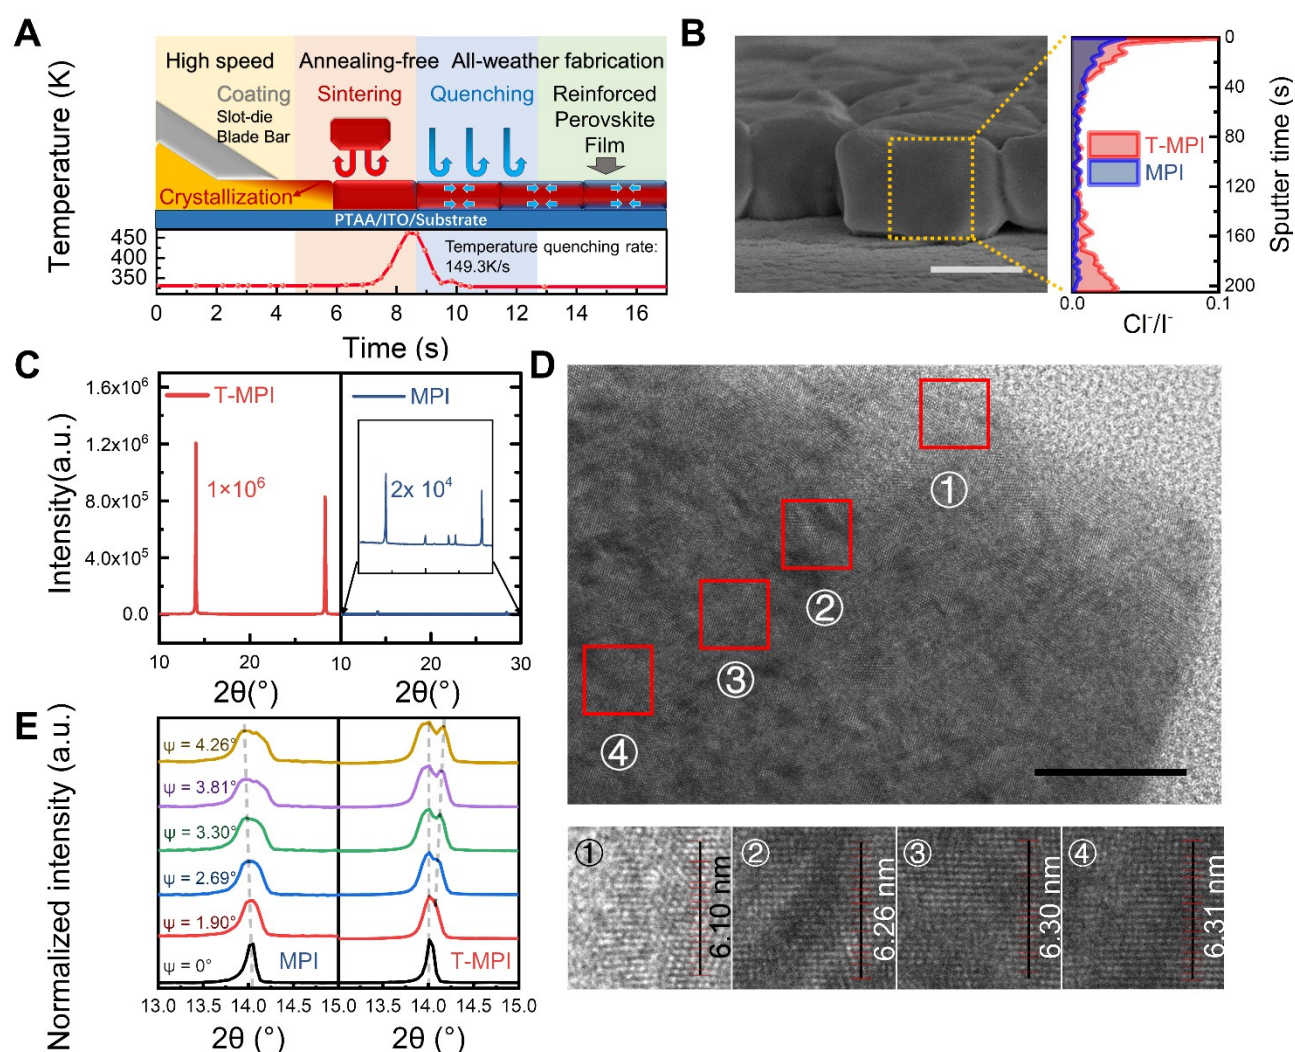 A
High speed
Annealing-free
All-weather fabrication
Coating
Slot-die
Blade Bar
Sintering
Quenching
Reinforced
Perovskite
Film
Crystallization
PTAA/ITO/Substrate
Temperature (K)
450
400
350
Temperature quenching rate:
149.3K/s
0 2 4 6 8 10 12 14 16
Time (s)
B
T-MPI
MPI
0
40
80
120
160
200
Sputter time (s)
0.0 0.1
Cl⁻/I⁻
C
Intensity(a.u.)
1.6x10⁶
1.2x10⁶
8.0x10⁵
4.0x10⁵
0.0
T-MPI
1×10⁶
MPI
2x 10⁴
10 20 10 20 30
2θ(°) 2θ(°)
D
①
②
③
④
① 6.10 nm
② 6.26 nm
③ 6.30 nm
④ 6.31 nm
E
Normalized intensity (a.u.)
ψ = 4.26°
ψ = 3.81°
ψ = 3.30°
ψ = 2.69°
ψ = 1.90°
ψ = 0°
MPI
T-MPI
13.0 13.5 14.0 14.5 15.0 13.5 14.0 14.5 15.0
2θ (°) 2θ (°)